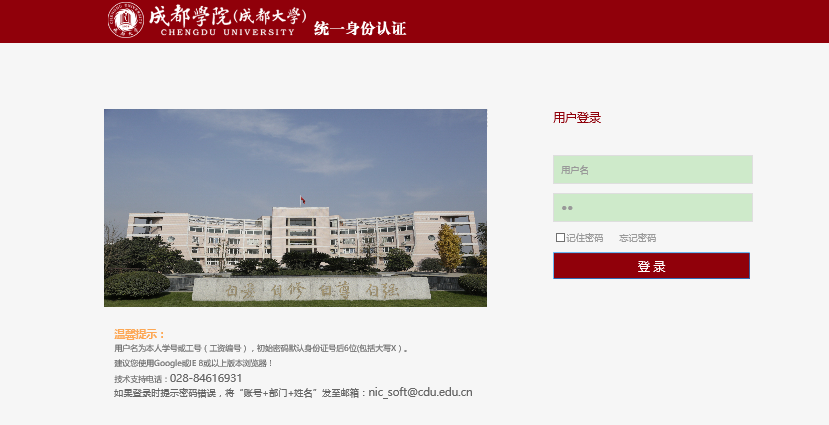 成都学院(成都大学)
CHENGDU UNIVERSITY
统一身份认证
用户登录
用户名
记住密码 忘记密码
登 录
自爱 自修 自尊 自强
温馨提示：
用户名为本人学号或工号（工资编号），初始密码默认身份证号后6位(包括大写X）。
建议您使用Google或IE 8或以上版本浏览器！
技术支持电话：028-84616931
如果登录时提示密码错误，将“账号+部门+姓名”发至邮箱：nic_soft@cdu.edu.cn